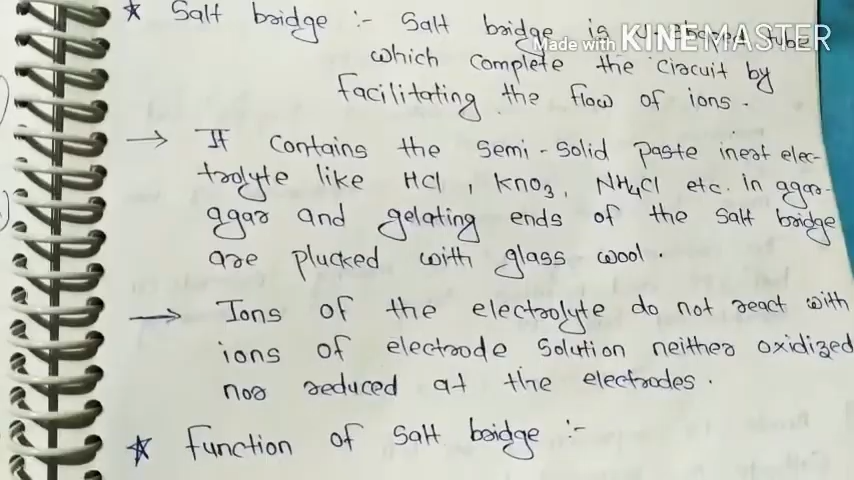 * Salt bridge :- Salt bridge is U-shaped tube
Made with KINEMASTER
which complete the circuit by
facilitating the flow of ions.
→ It contains the semi-solid paste inert elec-
trolyte like HCl, KNO3, NH4Cl etc. in agar-
agar and gelating ends of the salt bridge
are plucked with glass wool.
→ Ions of the electrolyte do not react with
ions of electrode solution neither oxidized
nor reduced at the electrodes.
* Function of salt bridge :-